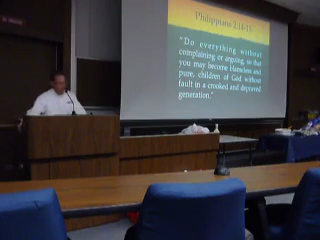 Philippians 2:14-15
"Do everything without
complaining or arguing, so that
you may become blameless and
pure, children of God without
fault in a crooked and depraved
generation."